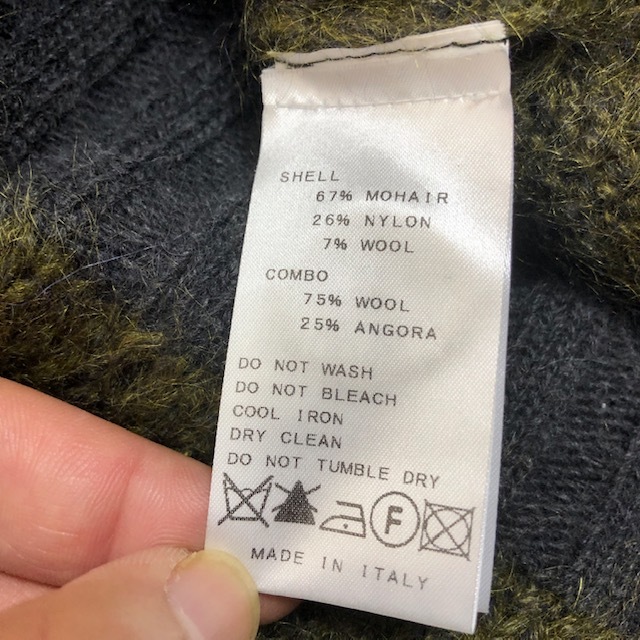 SHELL
67% MOHAIR
26% NYLON
7% WOOL
COMBO
75% WOOL
25% ANGORA
DO NOT WASH
DO NOT BLEACH
COOL IRON
DRY CLEAN
DO NOT TUMBLE DRY
F
MADE IN ITALY